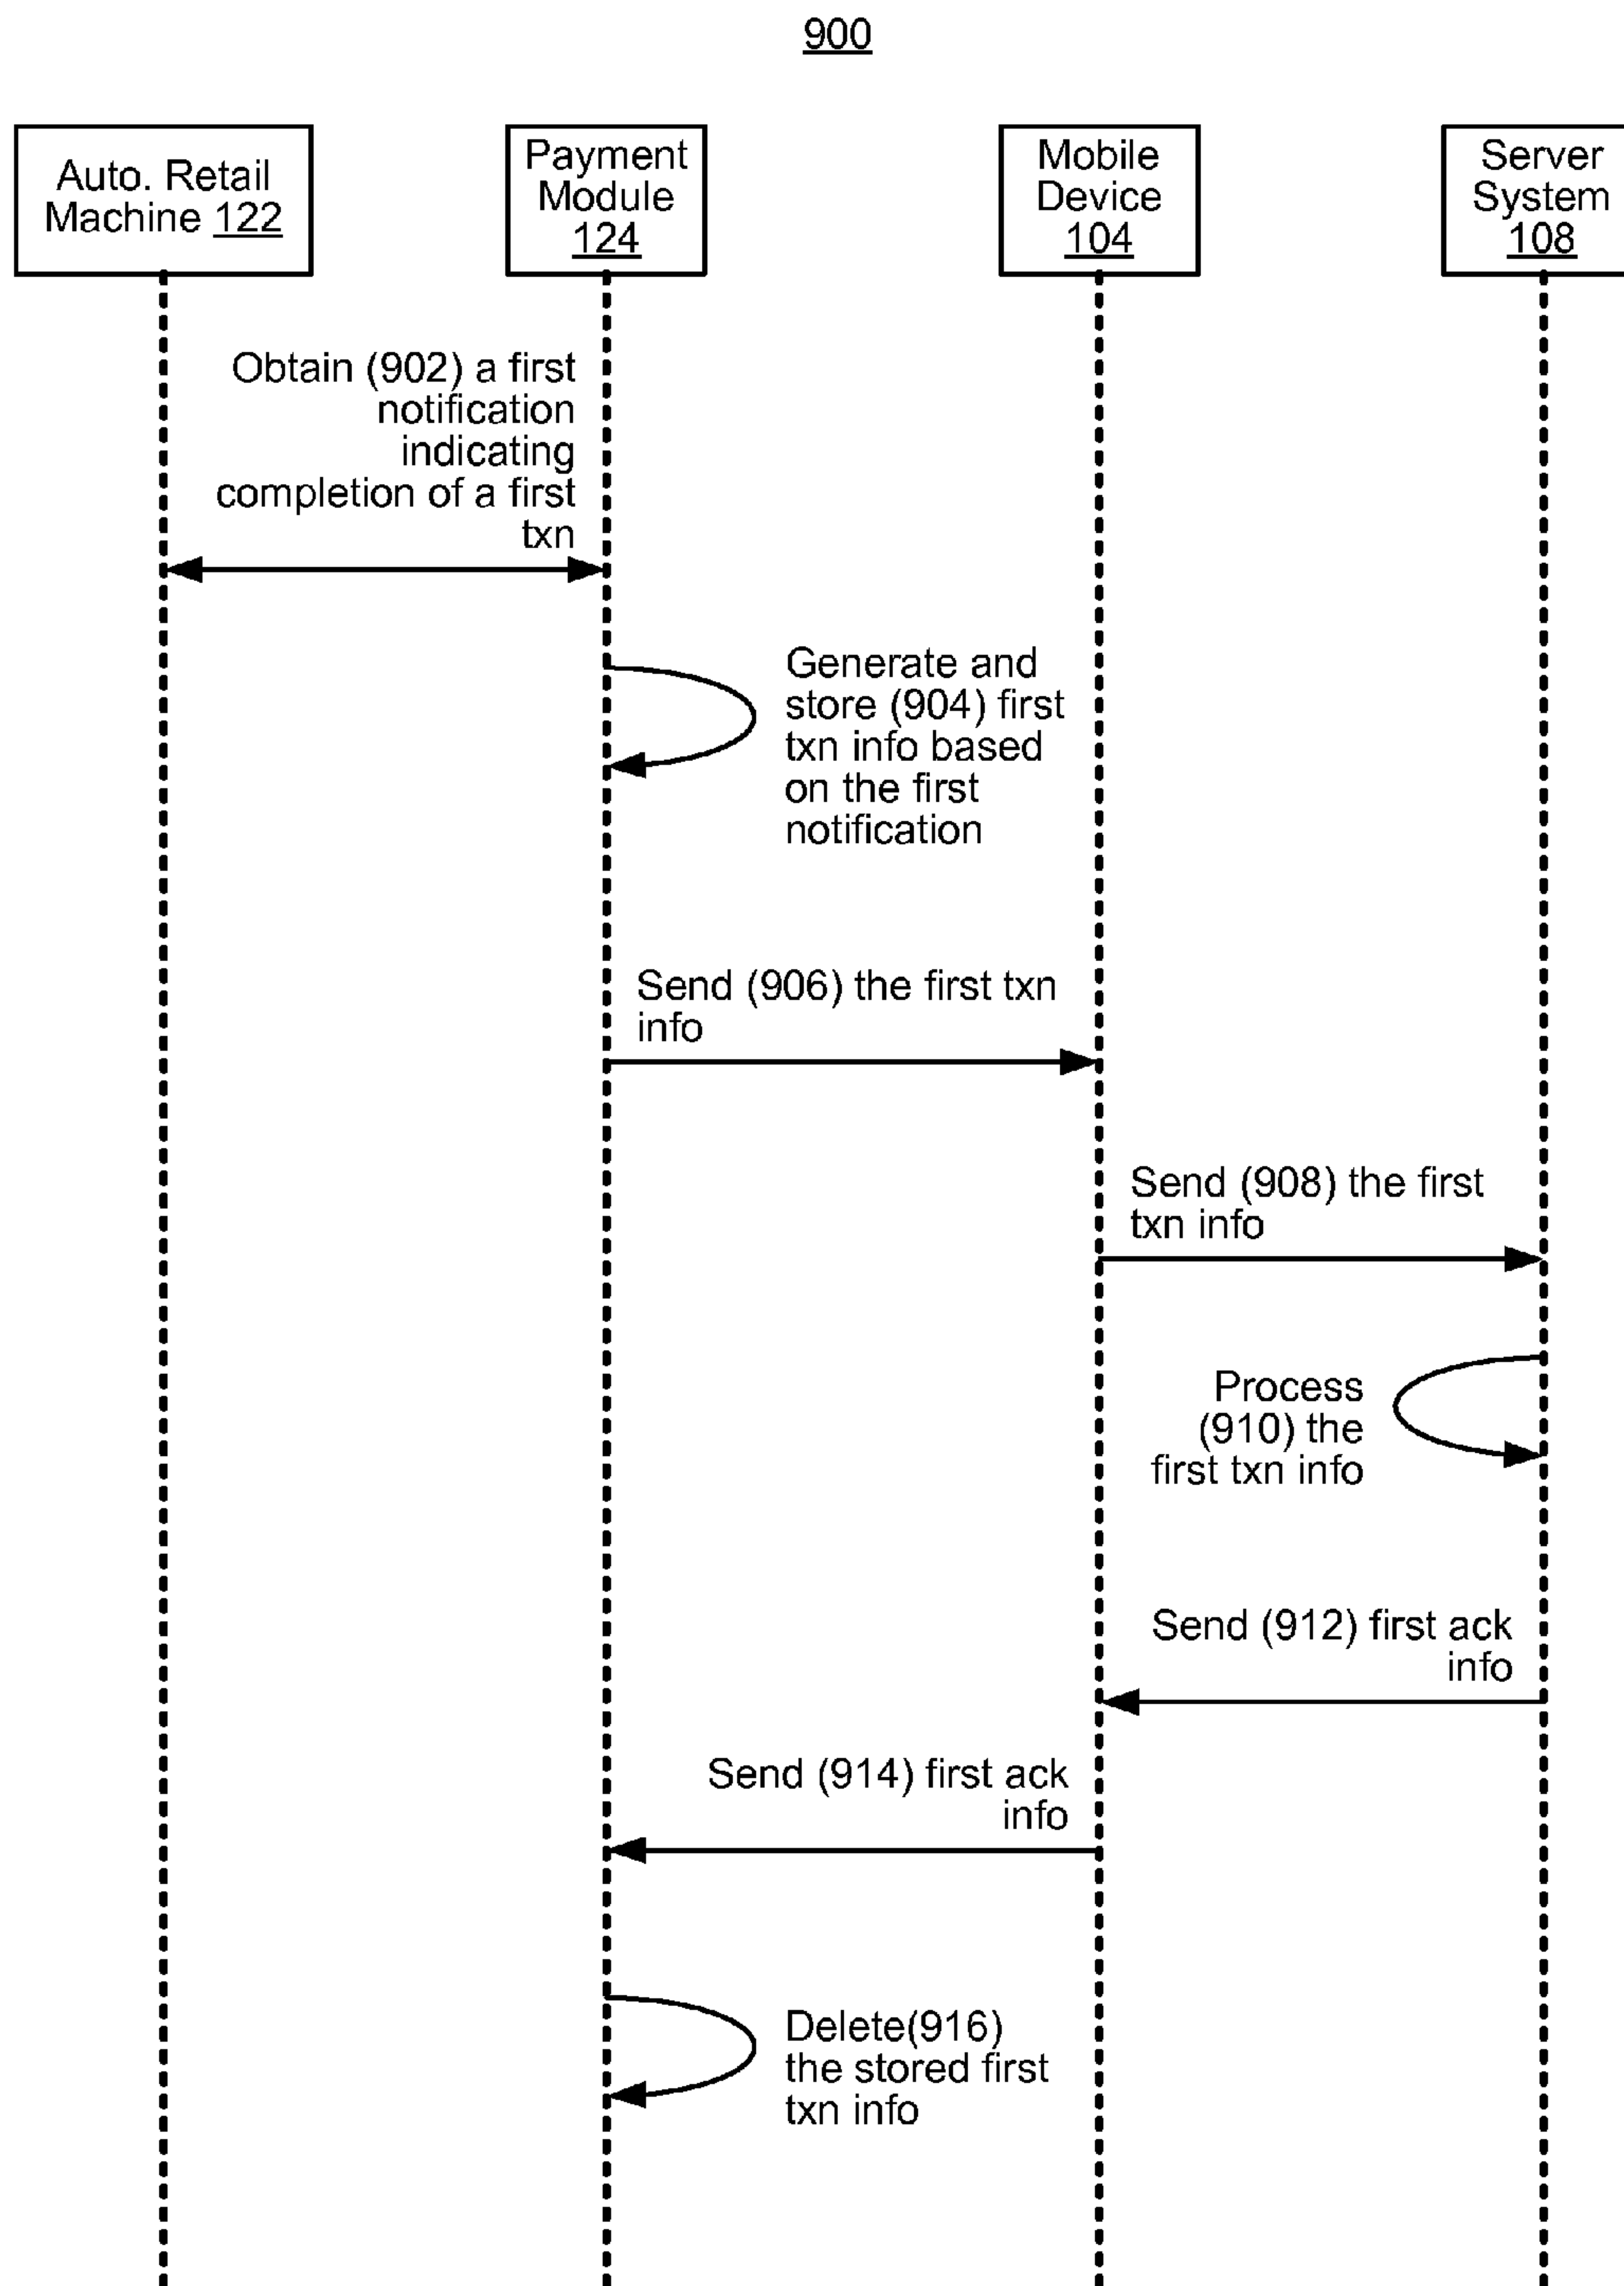 900
Auto. Retail
Machine 122
Payment
Module
124
Mobile
Device
104
Server
System
108
Obtain (902) a first
notification
indicating
completion of a first
txn
Generate and
store (904) first
txn info based
on the first
notification
Send (906) the first txn
info
Send (908) the first
txn info
Process
(910) the
first txn info
Send (912) first ack
info
Send (914) first ack
info
Delete(916)
the stored first
txn info